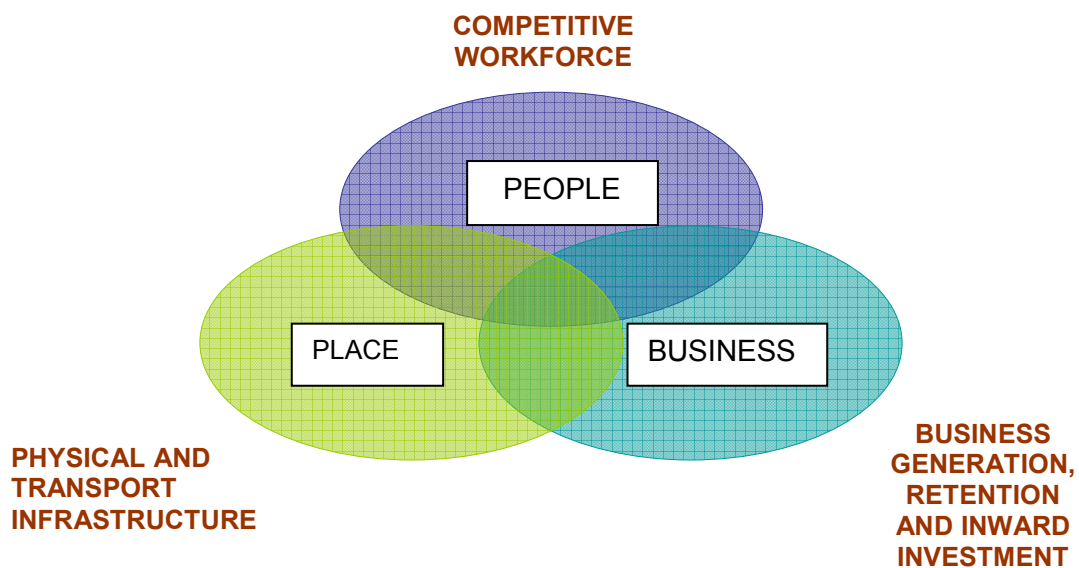 COMPETITIVE
WORKFORCE
PEOPLE
PLACE
BUSINESS
PHYSICAL AND
TRANSPORT
INFRASTRUCTURE
BUSINESS
GENERATION,
RETENTION
AND INWARD
INVESTMENT